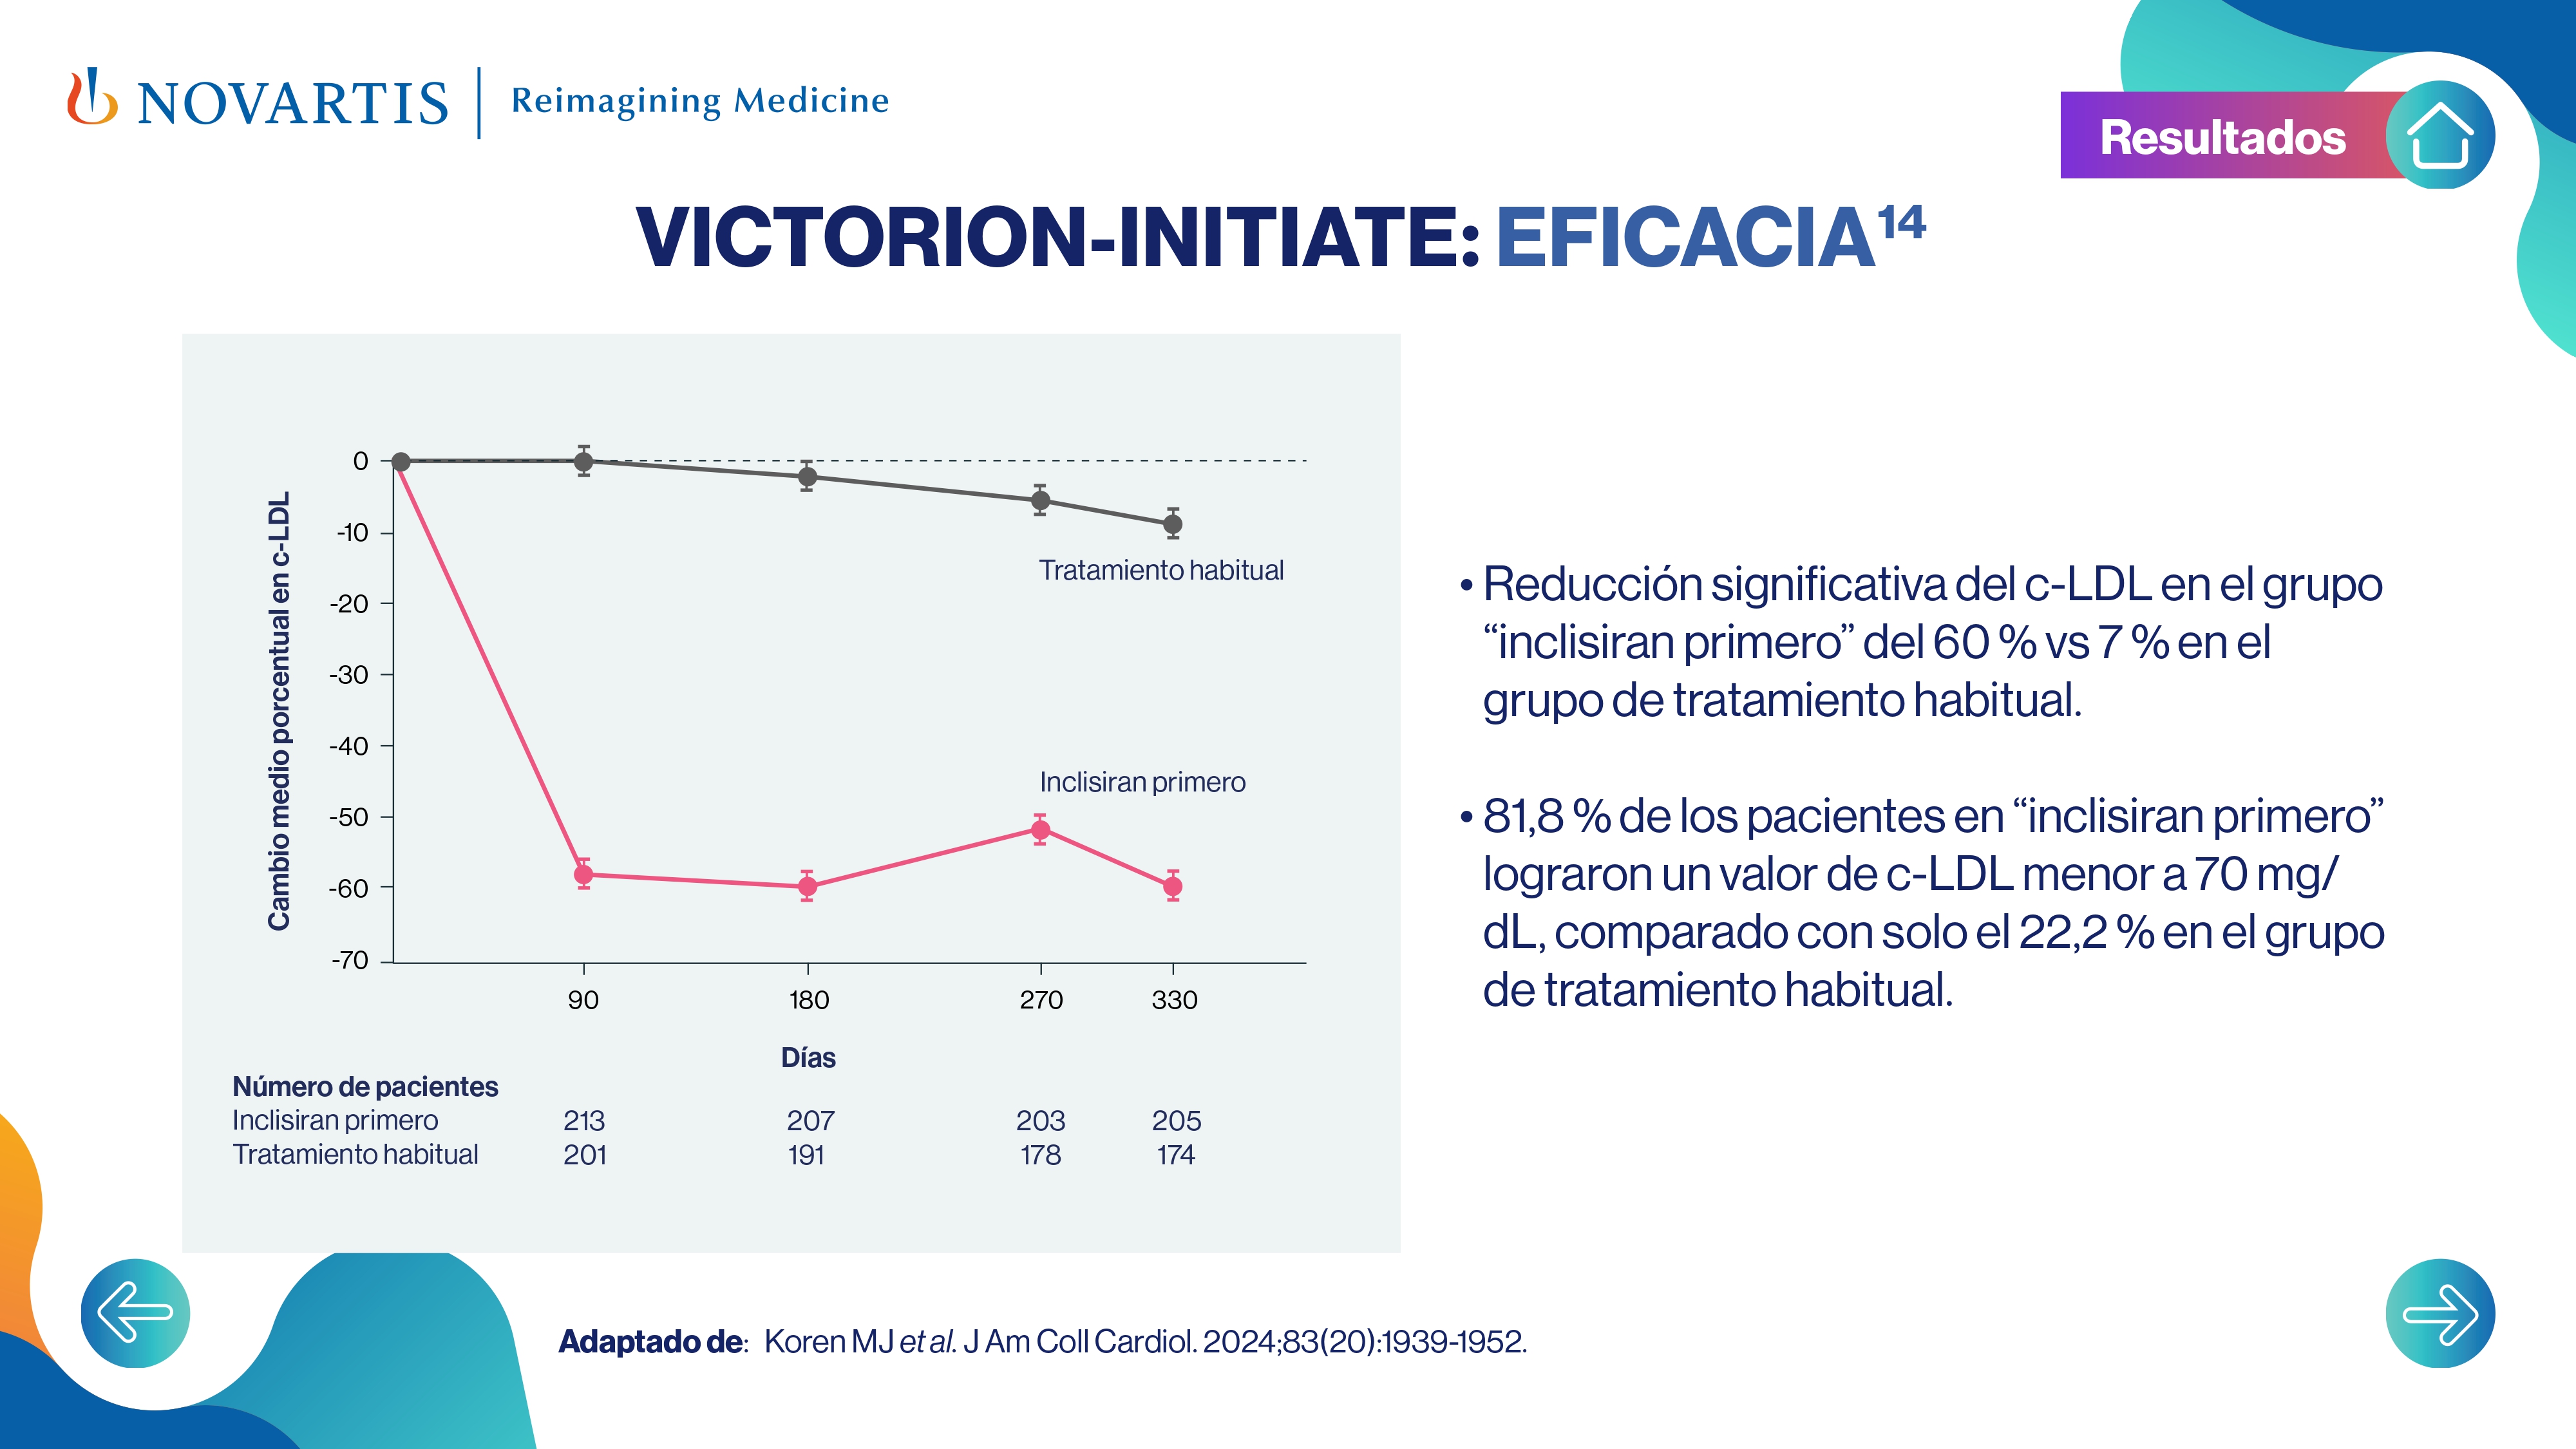 NOVARTIS | Reimagining Medicine
Resultados
VICTORION-INITIATE: EFICACIA¹⁴
Cambio medio porcentual en c-LDL
0
-10
-20
-30
-40
-50
-60
-70
Tratamiento habitual
Inclisiran primero
90 180 270 330
Días
Número de pacientes
Inclisiran primero 213 207 203 205
Tratamiento habitual 201 191 178 174
• Reducción significativa del c-LDL en el grupo
“inclisiran primero” del 60 % vs 7 % en el
grupo de tratamiento habitual.
• 81,8 % de los pacientes en “inclisiran primero”
lograron un valor de c-LDL menor a 70 mg/
dL, comparado con solo el 22,2 % en el grupo
de tratamiento habitual.
Adaptado de: Koren MJ et al. J Am Coll Cardiol. 2024;83(20):1939-1952.